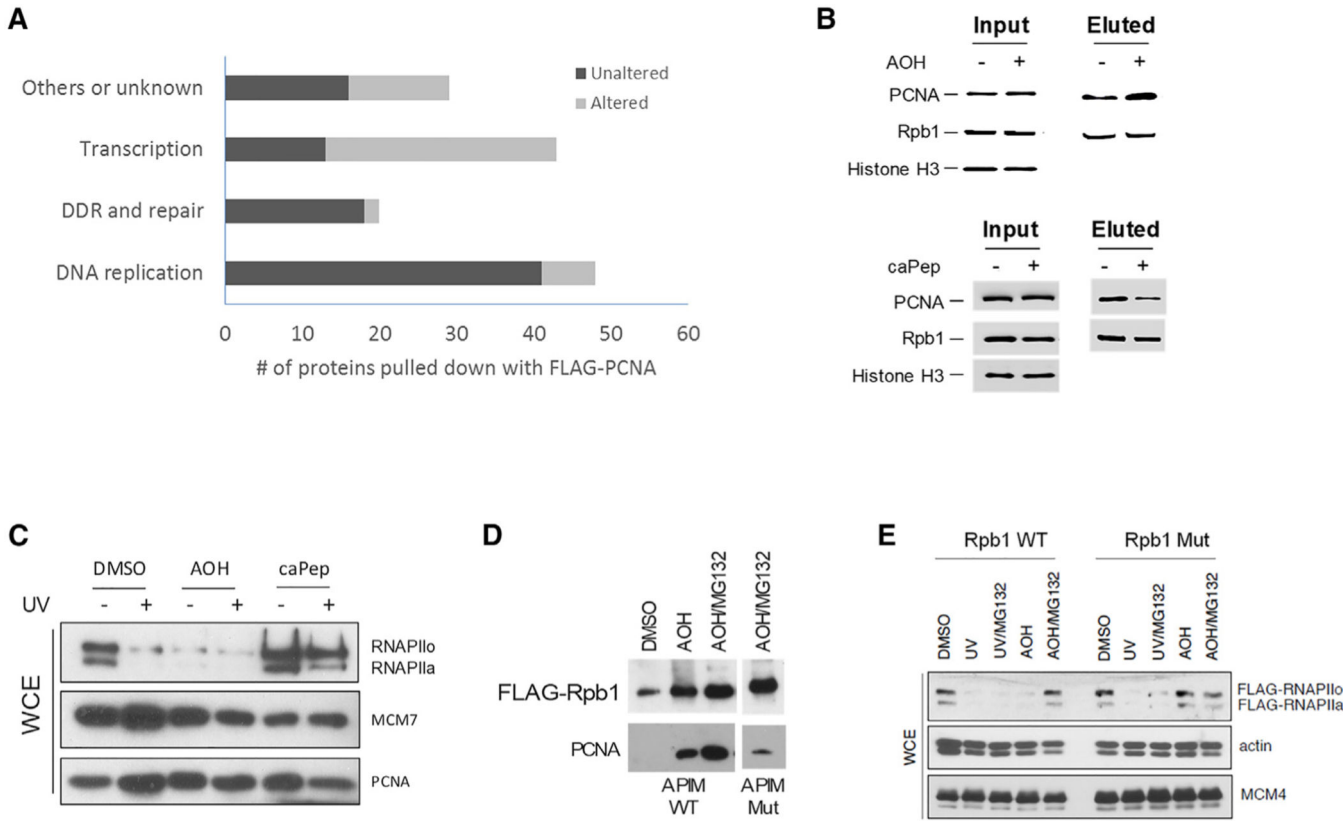 A
Others or unknown
Transcription
DDR and repair
DNA replication
Unaltered
Altered
0 10 20 30 40 50 60
# of proteins pulled down with FLAG-PCNA
B
Input Eluted
AOH - + - +
PCNA
Rpb1
Histone H3
Input Eluted
caPep - + - +
PCNA
Rpb1
Histone H3
C
DMSO AOH caPep
UV - + - + - +
WCE
RNAPIIo
RNAPIIa
MCM7
PCNA
D
DMSO
AOH
AOH/MG132
AOH/MG132
FLAG-Rpb1
PCNA
APIM WT
APIM Mut
E
Rpb1 WT Rpb1 Mut
DMSO
UV
UV/MG132
AOH
AOH/MG132
DMSO
UV
UV/MG132
AOH
AOH/MG132
WCE
FLAG-RNAPIIo
FLAG-RNAPIIa
actin
MCM4